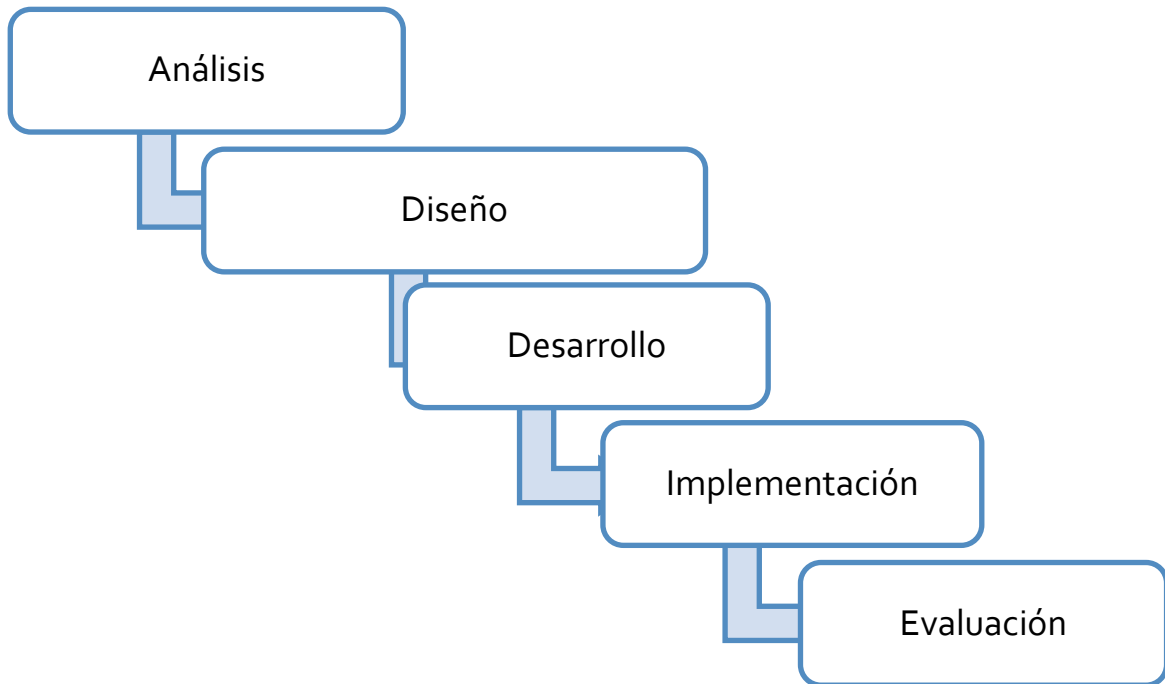 Análisis
Diseño
Desarrollo
Implementación
Evaluación